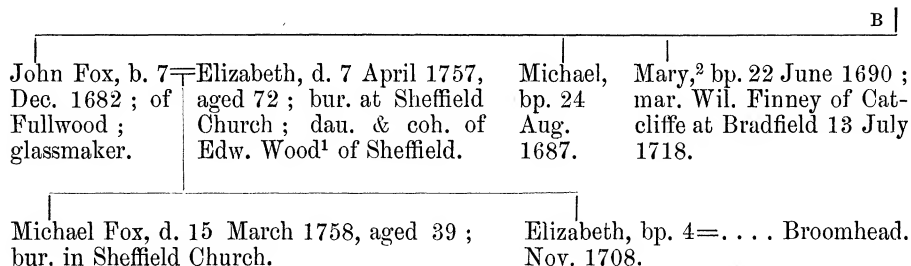 B
John Fox, b. 7=Elizabeth, d. 7 April 1757,
Dec. 1682 ; of aged 72 ; bur. at Sheffield
Fullwood ; Church ; dau. & coh. of
glassmaker. Edw. Wood¹ of Sheffield.
Michael,
bp. 24
Aug.
1687.
Mary,² bp. 22 June 1690 ;
mar. Wil. Finney of Cat-
cliffe at Bradfield 13 July
1718.
Michael Fox, d. 15 March 1758, aged 39 ;
bur. in Sheffield Church.
Elizabeth, bp. 4=. . . . Broomhead.
Nov. 1708.